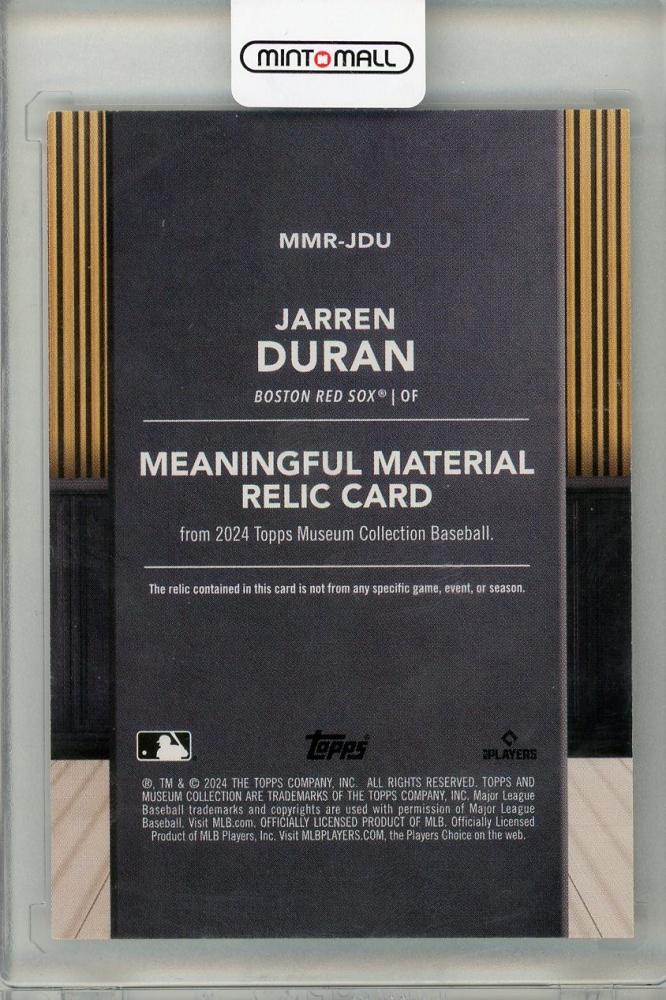 MINT MALL
MMR-JDU
JARREN
DURAN
BOSTON RED SOX® | OF
MEANINGFUL MATERIAL
RELIC CARD
from 2024 Topps Museum Collection Baseball.
The relic contained in this card is not from any specific game, event, or season.
Topps®
PLAYERS
®, TM & © 2024 THE TOPPS COMPANY, INC. ALL RIGHTS RESERVED. TOPPS AND
MUSEUM COLLECTION ARE TRADEMARKS OF THE TOPPS COMPANY, INC. Major League
Baseball trademarks and copyrights are used with permission of Major League
Baseball. Visit MLB.com. OFFICIALLY LICENSED PRODUCT OF MLB. Officially Licensed
Product of MLB Players, Inc. Visit MLBPLAYERS.COM, the Players Choice on the web.